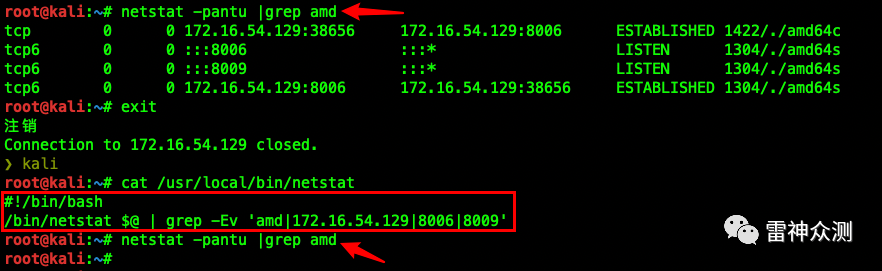 root@kali:~# netstat -pantu |grep amd
tcp 0 0 172.16.54.129:38656 172.16.54.129:8006 ESTABLISHED 1422/./amd64c
tcp6 0 0 :::8006 :::* LISTEN 1304/./amd64s
tcp6 0 0 :::8009 :::* LISTEN 1304/./amd64s
tcp6 0 0 172.16.54.129:8006 172.16.54.129:38656 ESTABLISHED 1304/./amd64s
root@kali:~# exit
注销
Connection to 172.16.54.129 closed.
❯ kali
root@kali:~# cat /usr/local/bin/netstat
#!/bin/bash
/bin/netstat $@ | grep -Ev 'amd|172.16.54.129|8006|8009'
root@kali:~# netstat -pantu |grep amd
root@kali:~#
雷神众测